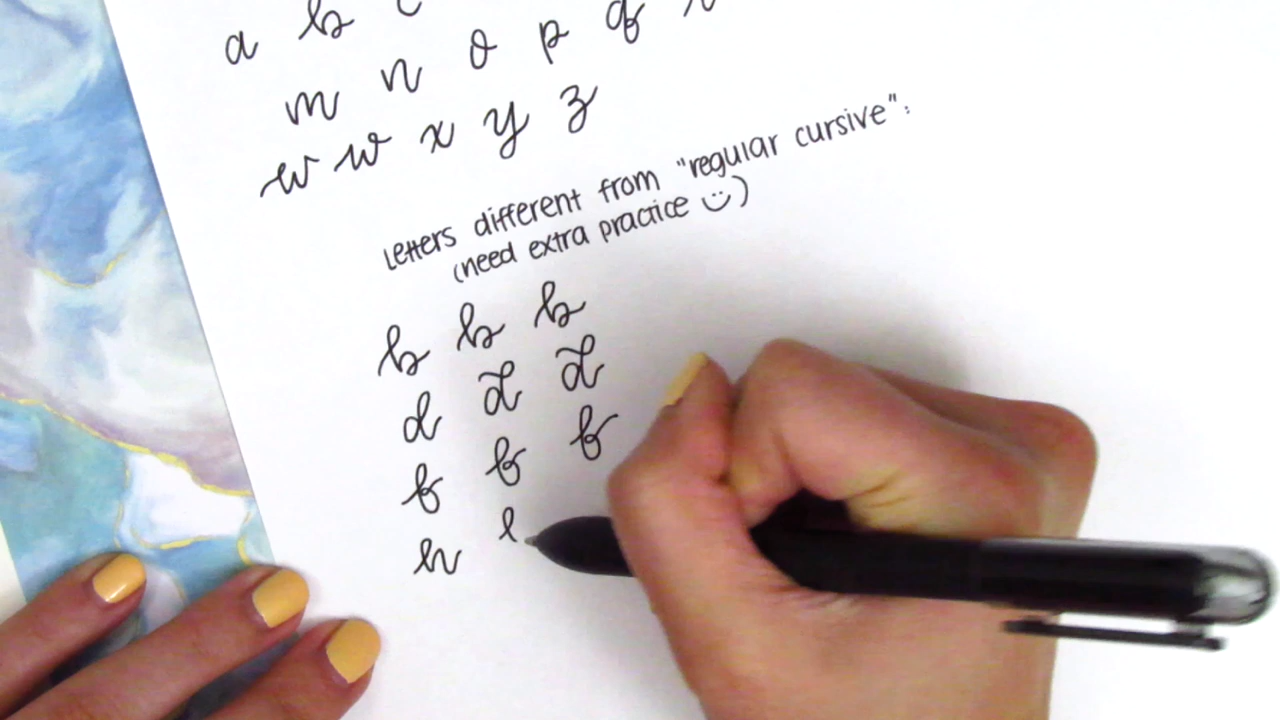 a b c
m n o p q r
w w x y z
letters different from "regular cursive":
(need extra practice ☺)
b b b
d d d
f f f
h